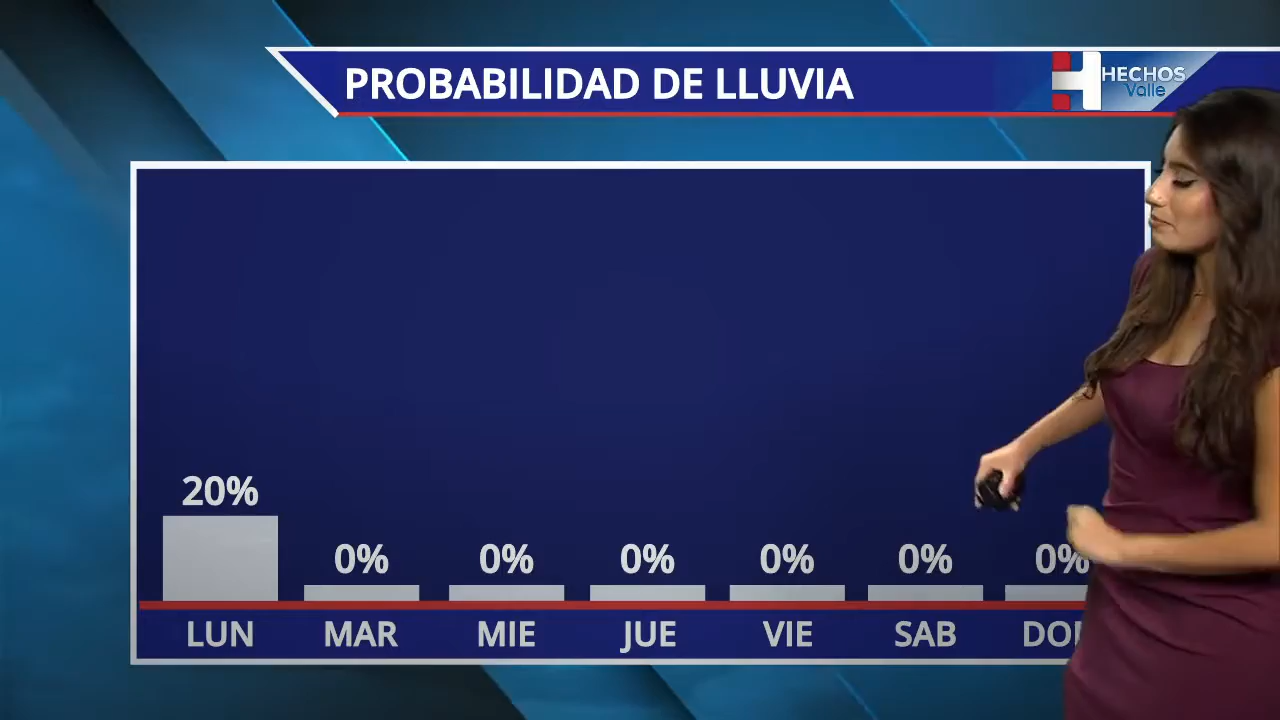 PROBABILIDAD DE LLUVIA
HECHOS
Valle
20%
0%
0%
0%
0%
0%
0%
LUN
MAR
MIE
JUE
VIE
SAB